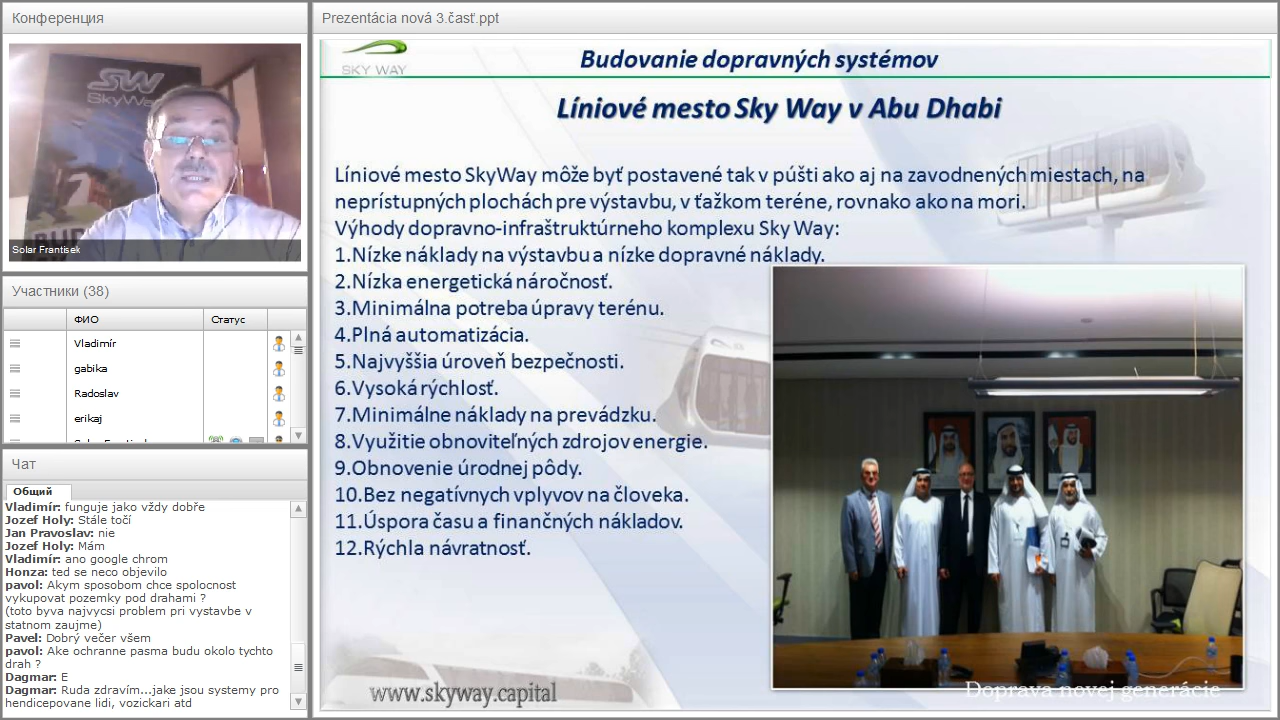 Конференция
SW
SkyWay
Solar Frantisek
Участники (38)
ФИО Статус
Vladimír
gabika
Radoslav
erikaj
Чат
Общий
Vladimír: funguje jako vždy dobře
Jozef Holy: Stále točí
Jan Pravoslav: nie
Jozef Holy: Mám
Vladimír: ano google chrom
Honza: ted se neco objevilo
pavol: Akym sposobom chce spolocnost
vykupovat pozemky pod drahami ?
(toto byva najvycsi problem pri vystavbe v
statnom zaujme)
Pavel: Dobrý večer všem
pavol: Ake ochranne pasma budu okolo tychto
drah ?
Dagmar: E
Dagmar: Ruda zdravím...jake jsou systemy pro
hendicepovane lidi, vozickari atd
Prezentácia nová 3.časť.ppt
SKY WAY
Budovanie dopravných systémov
Líniové mesto Sky Way v Abu Dhabi
Líniové mesto SkyWay môže byť postavené tak v púšti ako aj na zavodnených miestach, na
neprístupných plochách pre výstavbu, v ťažkom teréne, rovnako ako na mori.
Výhody dopravno-infraštruktúrneho komplexu Sky Way:
1.Nízke náklady na výstavbu a nízke dopravné náklady.
2.Nízka energetická náročnosť.
3.Minimálna potreba úpravy terénu.
4.Plná automatizácia.
5.Najvyššia úroveň bezpečnosti.
6.Vysoká rýchlosť.
7.Minimálne náklady na prevádzku.
8.Využitie obnoviteľných zdrojov energie.
9.Obnovenie úrodnej pôdy.
10.Bez negatívnych vplyvov na človeka.
11.Úspora času a finančných nákladov.
12.Rýchla návratnosť.
www.skyway.capital
Doprava novej generácie